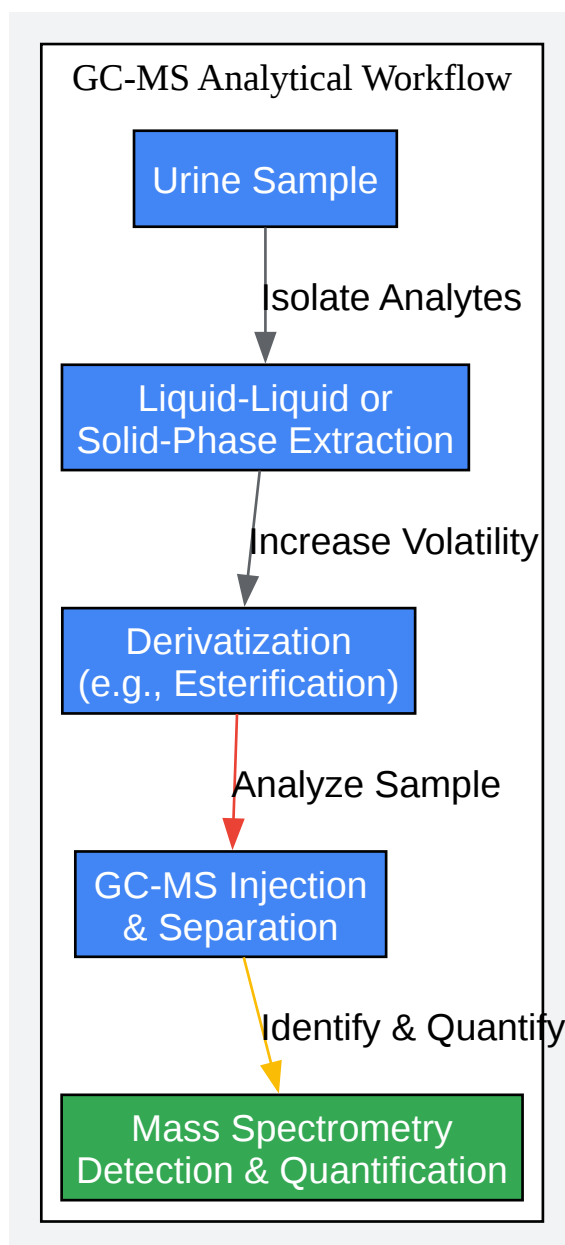 GC-MS Analytical Workflow
Urine Sample
Isolate Analytes
Liquid-Liquid or
Solid-Phase Extraction
Increase Volatility
Derivatization
(e.g., Esterification)
Analyze Sample
GC-MS Injection
& Separation
Identify & Quantify
Mass Spectrometry
Detection & Quantification